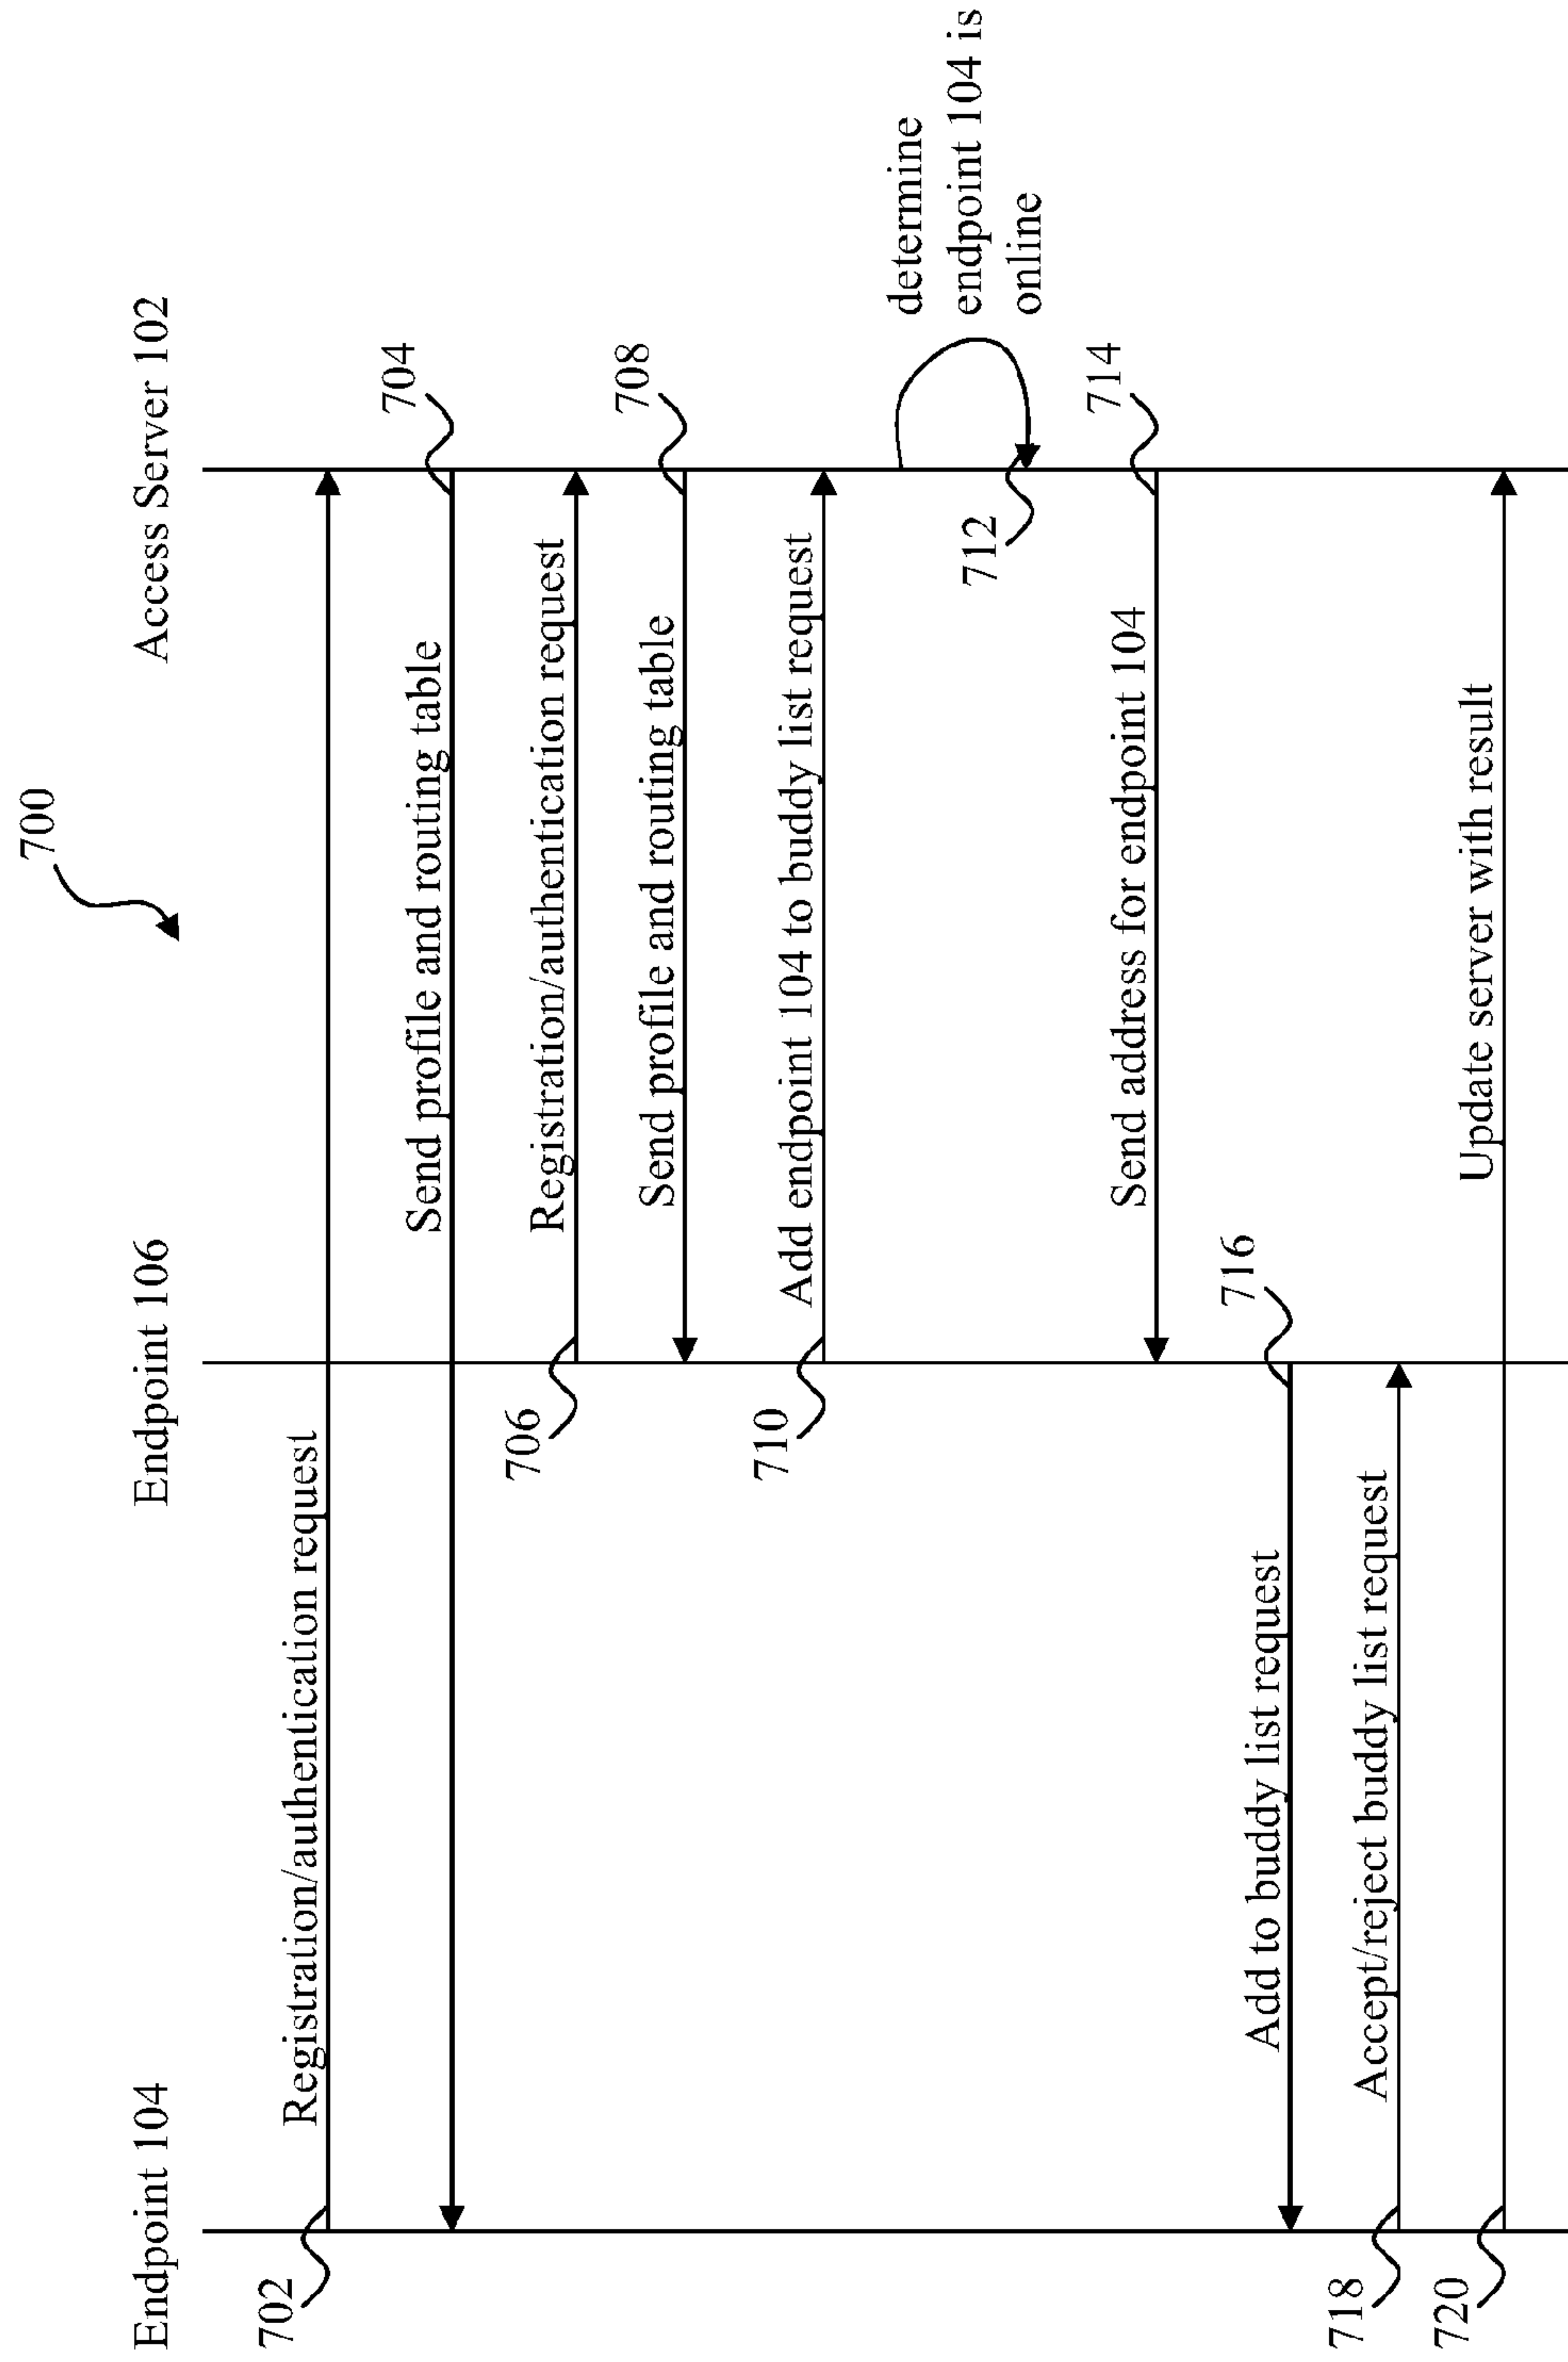 700
Endpoint 104
Endpoint 106
Access Server 102
702
Registration/authentication request
704
Send profile and routing table
706
Registration/authentication request
708
Send profile and routing table
710
Add endpoint 104 to buddy list request
determine
endpoint 104 is
online
712
714
Send address for endpoint 104
716
Add to buddy list request
718
Accept/reject buddy list request
720
Update server with result